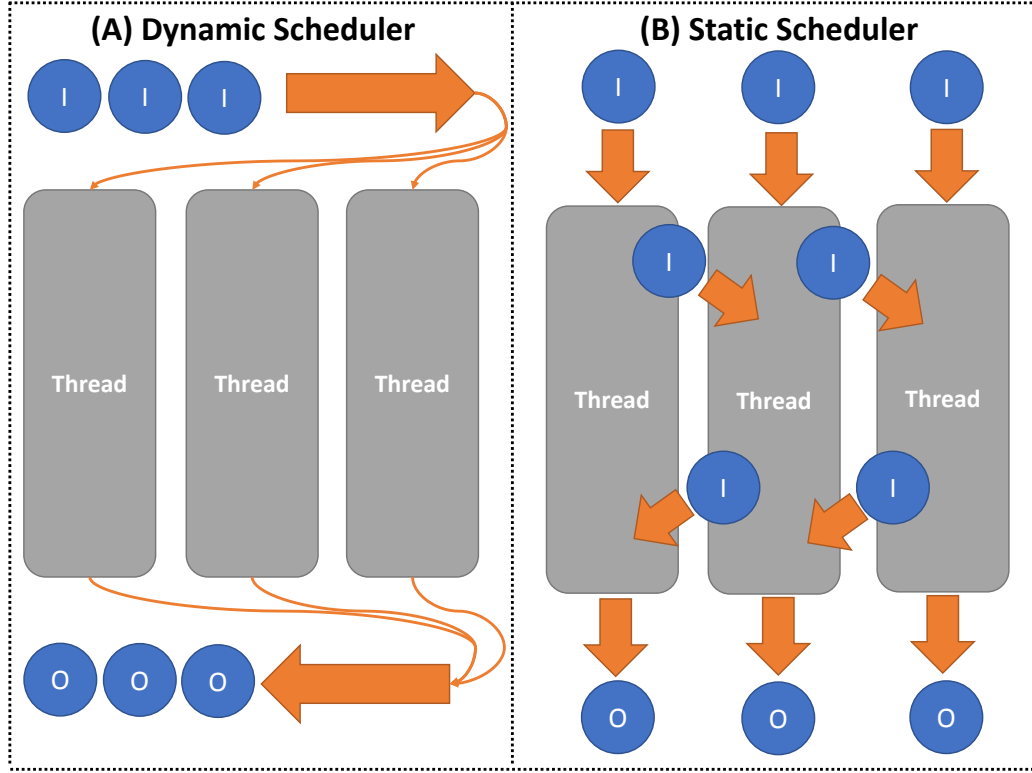 (A) Dynamic Scheduler
I I I
Thread Thread Thread
O O O
(B) Static Scheduler
I I I
I I
Thread Thread Thread
I I
O O O